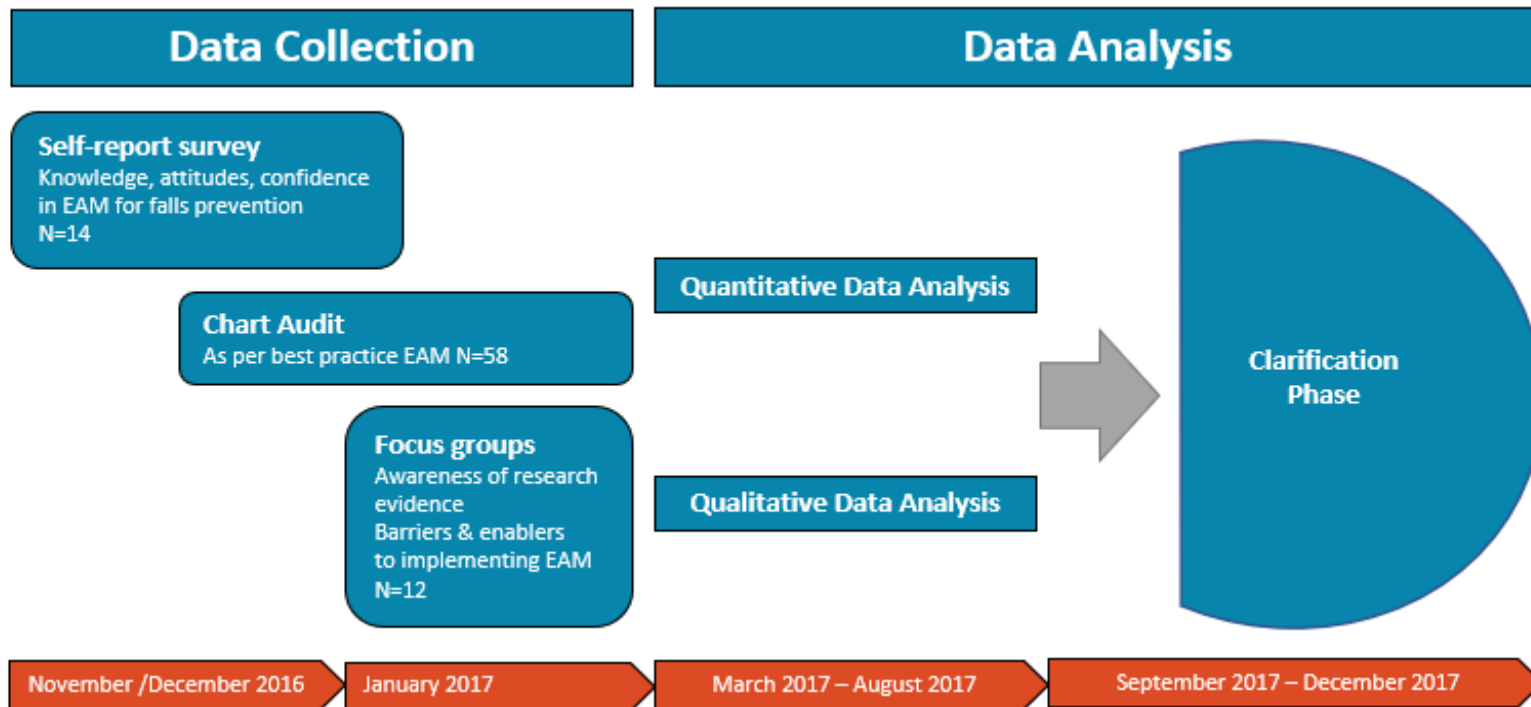 Data Collection
Data Analysis
Self-report survey
Knowledge, attitudes, confidence
in EAM for falls prevention
N=14
Chart Audit
As per best practice EAM N=58
Focus groups
Awareness of research
evidence
Barriers & enablers
to implementing EAM
N=12
Quantitative Data Analysis
Qualitative Data Analysis
Clarification
Phase
November /December 2016
January 2017
March 2017 – August 2017
September 2017 – December 2017